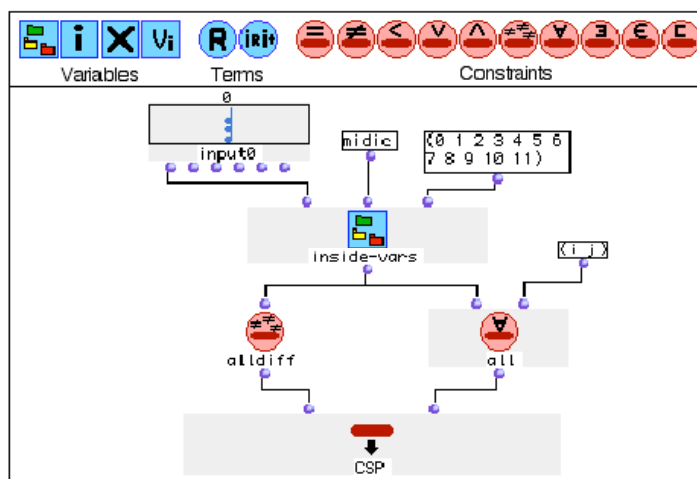 i X Vi R iRi+ = ≠ < ∨ ∧ ≠≠≠ ∀ ∃ ∈ ⊏
Variables Terms Constraints
0
input0
midic
(0 1 2 3 4 5 6
7 8 9 10 11)
inside-vars
(i j)
≠≠≠
∀
alldiff
all
CSP